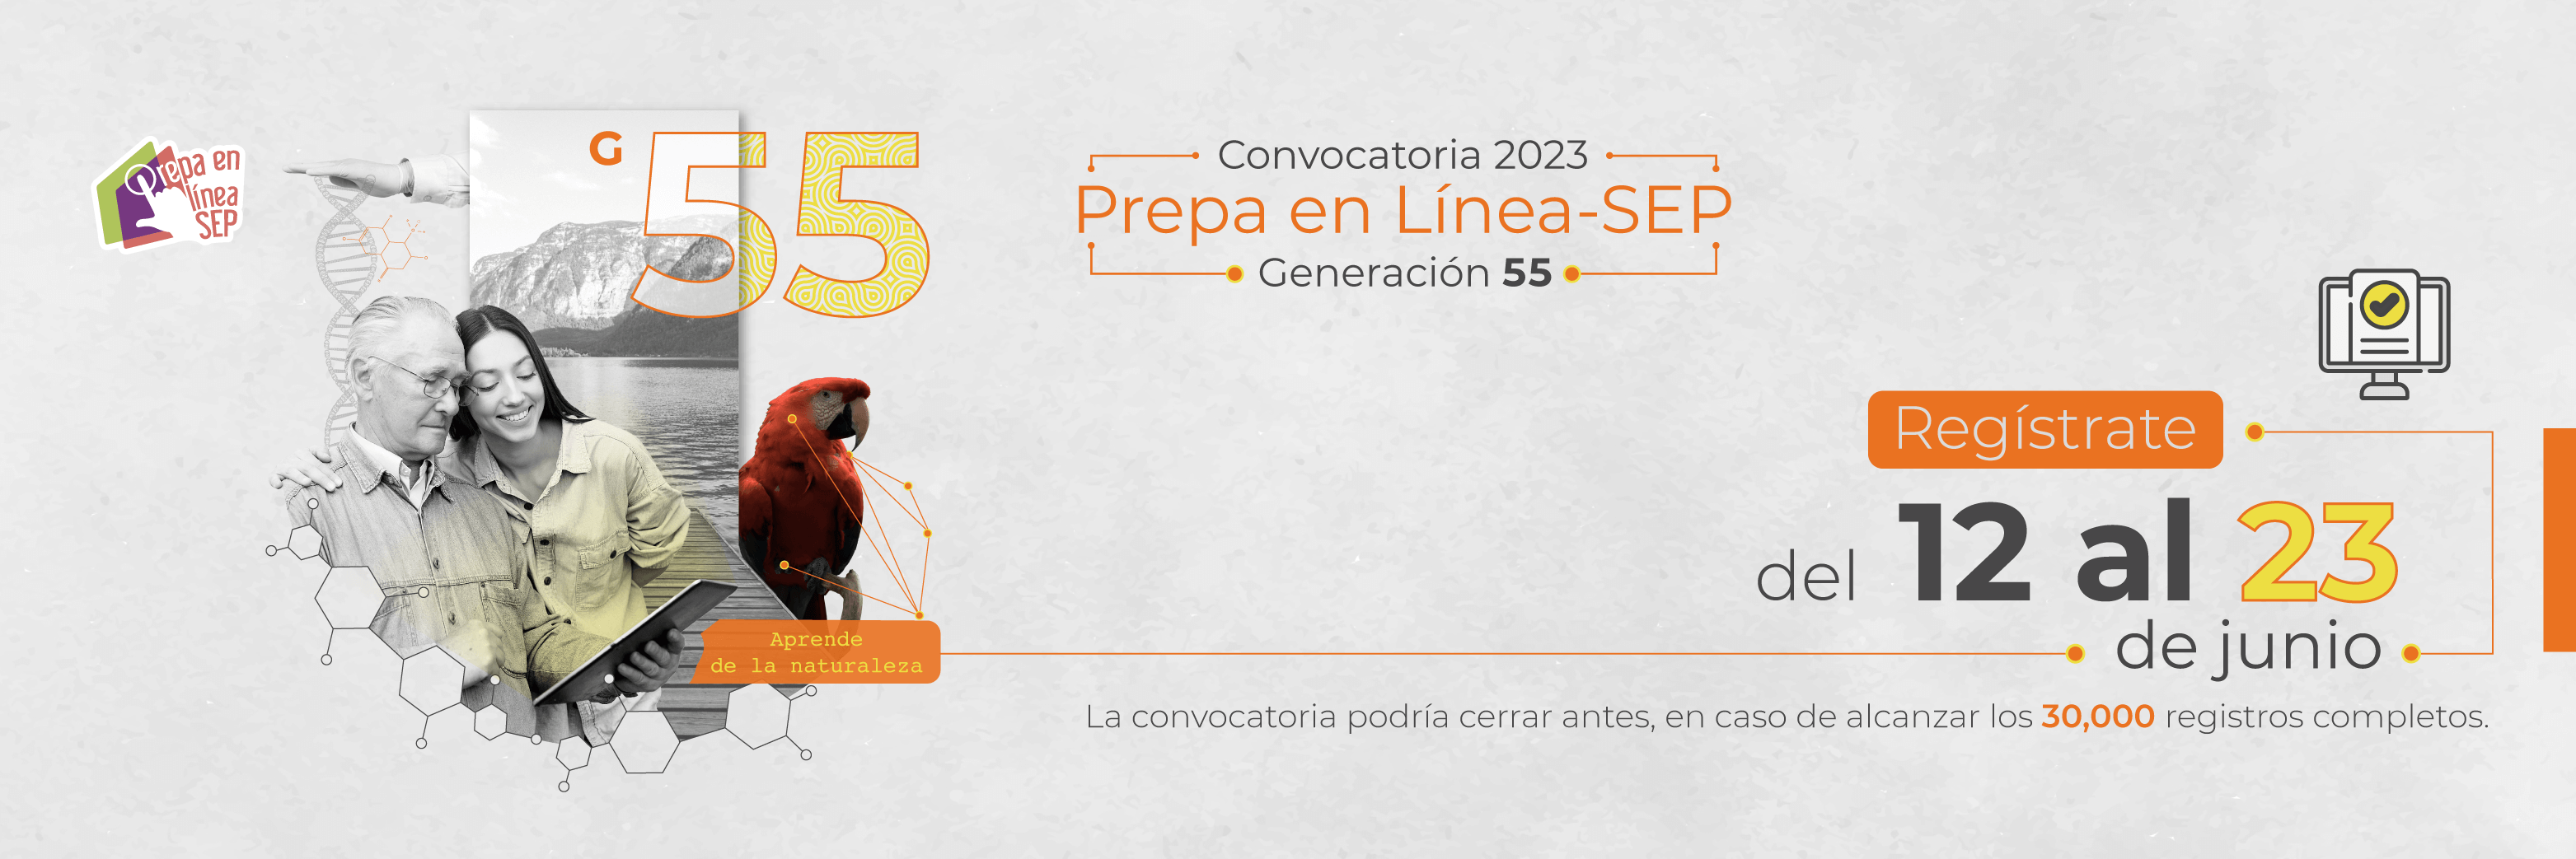 Prepa en
línea
SEP
G 55
Aprende
de la naturaleza
Convocatoria 2023
Prepa en Línea-SEP
Generación 55
Regístrate
del 12 al 23
de junio
La convocatoria podría cerrar antes, en caso de alcanzar los 30,000 registros completos.